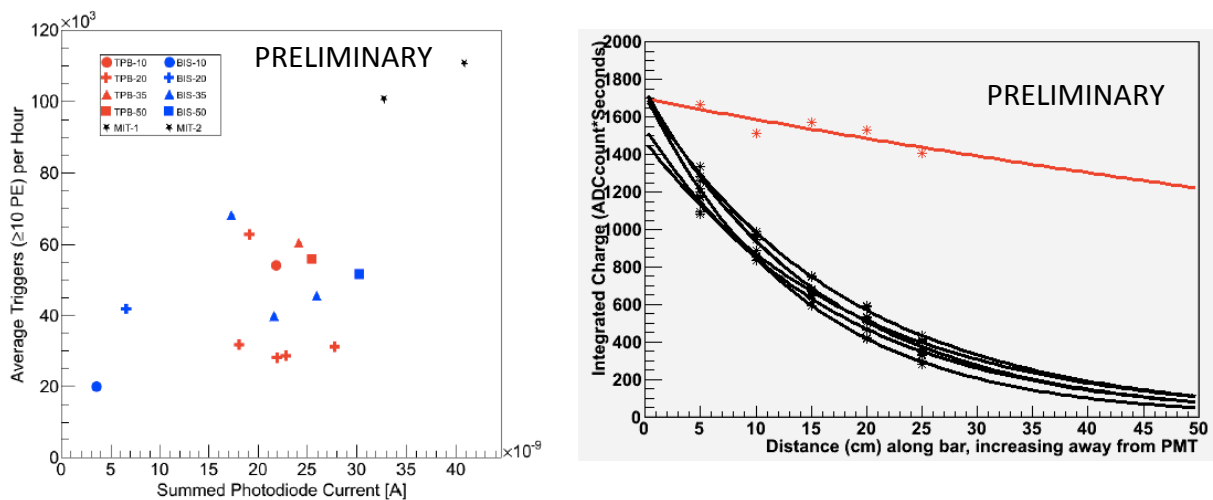 ×10³
120
100
80
60
40
20
0
Average Triggers (≥10 PE) per Hour
PRELIMINARY
TPB-10 BIS-10
TPB-20 BIS-20
TPB-35 BIS-35
TPB-50 BIS-50
MIT-1 MIT-2
0 5 10 15 20 25 30 35 40 ×10⁻⁹
Summed Photodiode Current [A]
2000
1800
1600
1400
1200
1000
800
600
400
200
0
Integrated Charge (ADCcount*Seconds)
PRELIMINARY
0 5 10 15 20 25 30 35 40 45 50
Distance (cm) along bar, increasing away from PMT